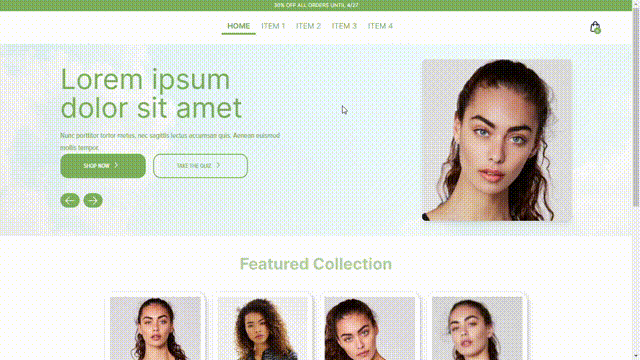 30% OFF ALL ORDERS UNTIL 4/27
HOME ITEM 1 ITEM 2 ITEM 3 ITEM 4
Lorem ipsum
dolor sit amet
Nunc porttitor tortor metus, nec sagittis lectus accumsan quis. Aenean euismod
mollis tempor.
SHOP NOW TAKE THE QUIZ
Featured Collection